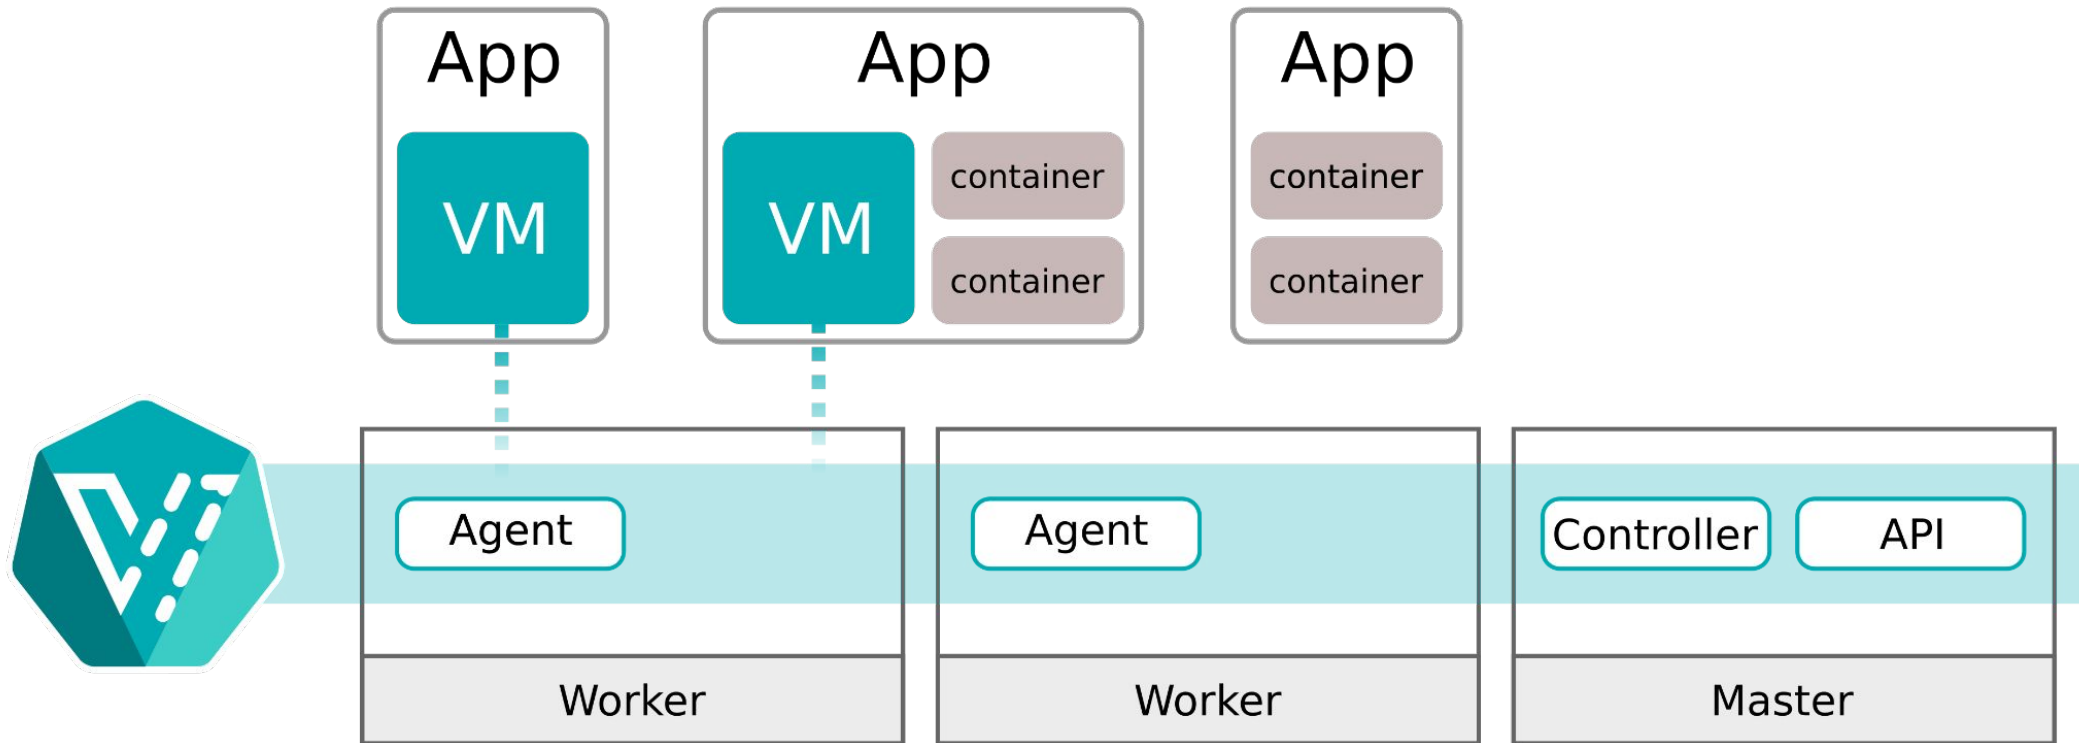 App
App
App
VM
VM
container
container
container
container
Agent
Agent
Controller
API
Worker
Worker
Master